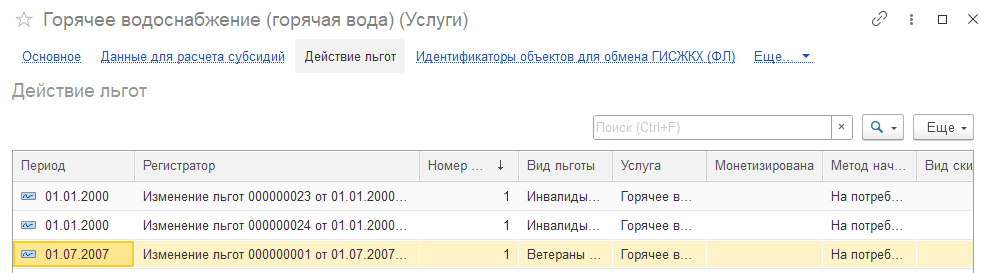 Горячее водоснабжение (горячая вода) (Услуги)
Основное Данные для расчета субсидий Действие льгот Идентификаторы объектов для обмена ГИСЖКХ (ФЛ) Еще...
Действие льгот
Поиск (Ctrl+F) × Еще
Период Регистратор Номер ... ↓ Вид льготы Услуга Монетизирована Метод нач... Вид ски
01.01.2000 Изменение льгот 000000023 от 01.01.2000... 1 Инвалиды... Горячее в... На потреб...
01.01.2000 Изменение льгот 000000024 от 01.01.2000... 1 Инвалиды... Горячее в... На потреб...
01.07.2007 Изменение льгот 000000001 от 01.07.2007... 1 Ветераны ... Горячее в... На потреб...